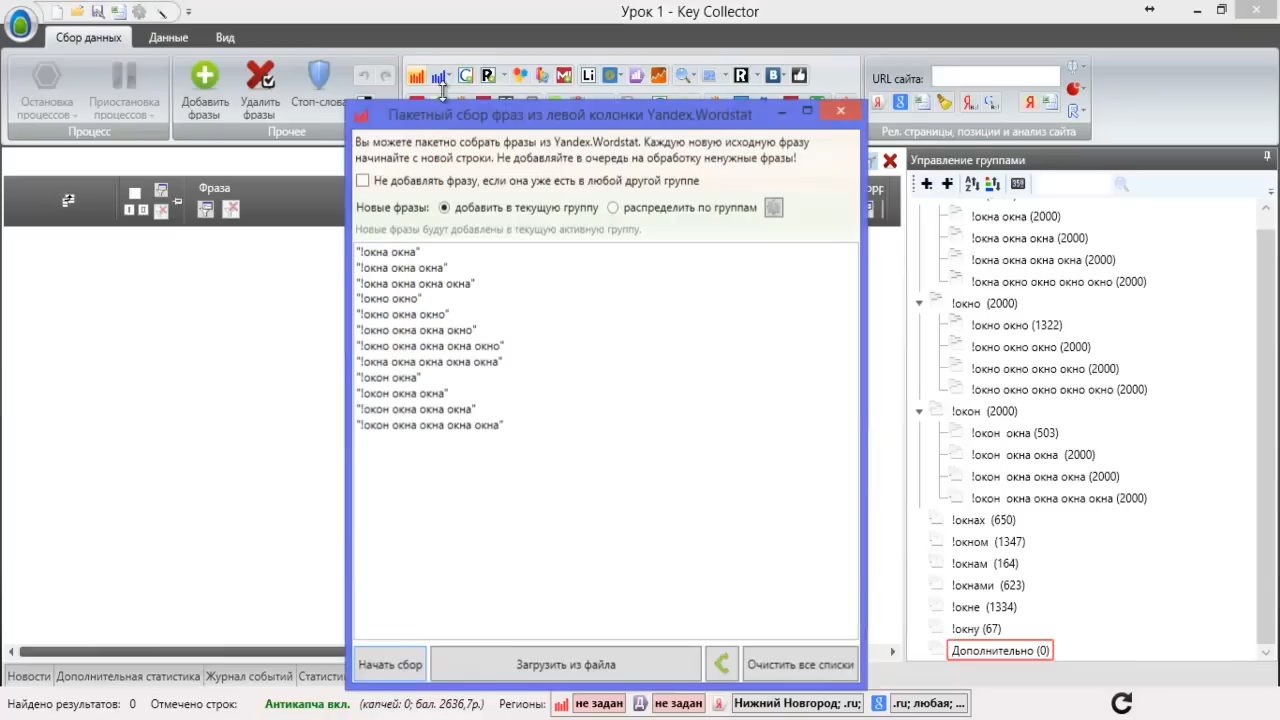 Урок 1 - Key Collector
Сбор данных
Данные
Вид
Остановка процессов
Приостановка процессов
Добавить фразы
Удалить фразы
Стоп-слова
Процесс
Прочее
URL сайта:
Рел. страницы, позиции и анализ сайта
Пакетный сбор фраз из левой колонки Yandex.Wordstat
Вы можете пакетно собрать фразы из Yandex.Wordstat. Каждую новую исходную фразу
начинайте с новой строки. Не добавляйте в очередь на обработку ненужные фразы!
Не добавлять фразу, если она уже есть в любой другой группе
Новые фразы: добавить в текущую группу распределить по группам
Новые фразы будут добавлены в текущую активную группу.
"!окна окна"
"!окна окна окна"
"!окна окна окна окна"
"!окно окно"
"!окно окна окно"
"!окно окна окна окно"
"!окно окна окна окна окно"
"!окна окна окна окна окна"
"!окон окна"
"!окон окна окна"
"!окон окна окна окна"
"!окон окна окна окна окна"
Начать сбор
Загрузить из файла
Очистить все списки
Фраза
Управление группами
!окна окна (2000)
!окна окна окна (2000)
!окна окна окна окна (2000)
!окна окно окно окно окно (2000)
!окно (2000)
!окно окно (1322)
!окно окно окно (2000)
!окно окно окно окно (2000)
!окно окно окно окно окно (2000)
!окон (2000)
!окон окна (503)
!окон окна окна (2000)
!окон окна окна окна (2000)
!окон окна окна окна окна (2000)
!окнах (650)
!окном (1347)
!окнам (164)
!окнами (623)
!окне (1334)
!окну (67)
Дополнительно (0)
Новости
Дополнительная статистика
Журнал событий
Найдено результатов: 0
Отмечено строк:
Антикапча вкл.
(капчей: 0; бал. 2636,7р.)
Регионы:
не задан
не задан
Нижний Новгород; .ru;
.ru; любая; ...